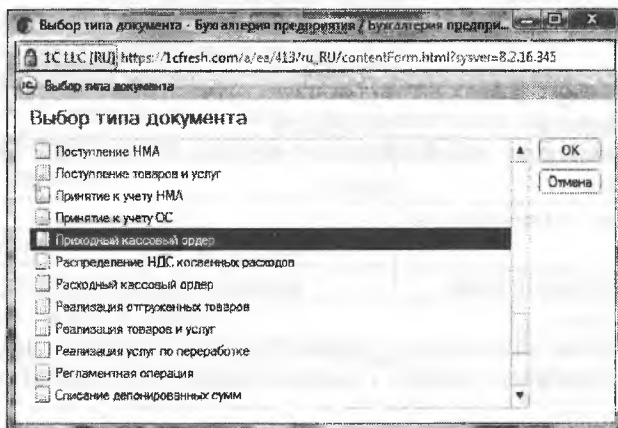 Выбор типа документа - Бухгалтерия предприятия / Бухгалтерия предпри...
1C LLC [RU] https://1cfresh.com/a/ea/413/ru_RU/contentForm.html?sysver=8.2.16.345
Выбор типа документа
Выбор типа документа
Поступление НМА
Поступление товаров и услуг
Принятие к учету НМА
Принятие к учету ОС
Приходный кассовый ордер
Распределение НДС косвенных расходов
Расходный кассовый ордер
Реализация отгруженных товаров
Реализация товаров и услуг
Реализация услуг по переработке
Регламентная операция
Списание депонированных сумм
OK
Отмена